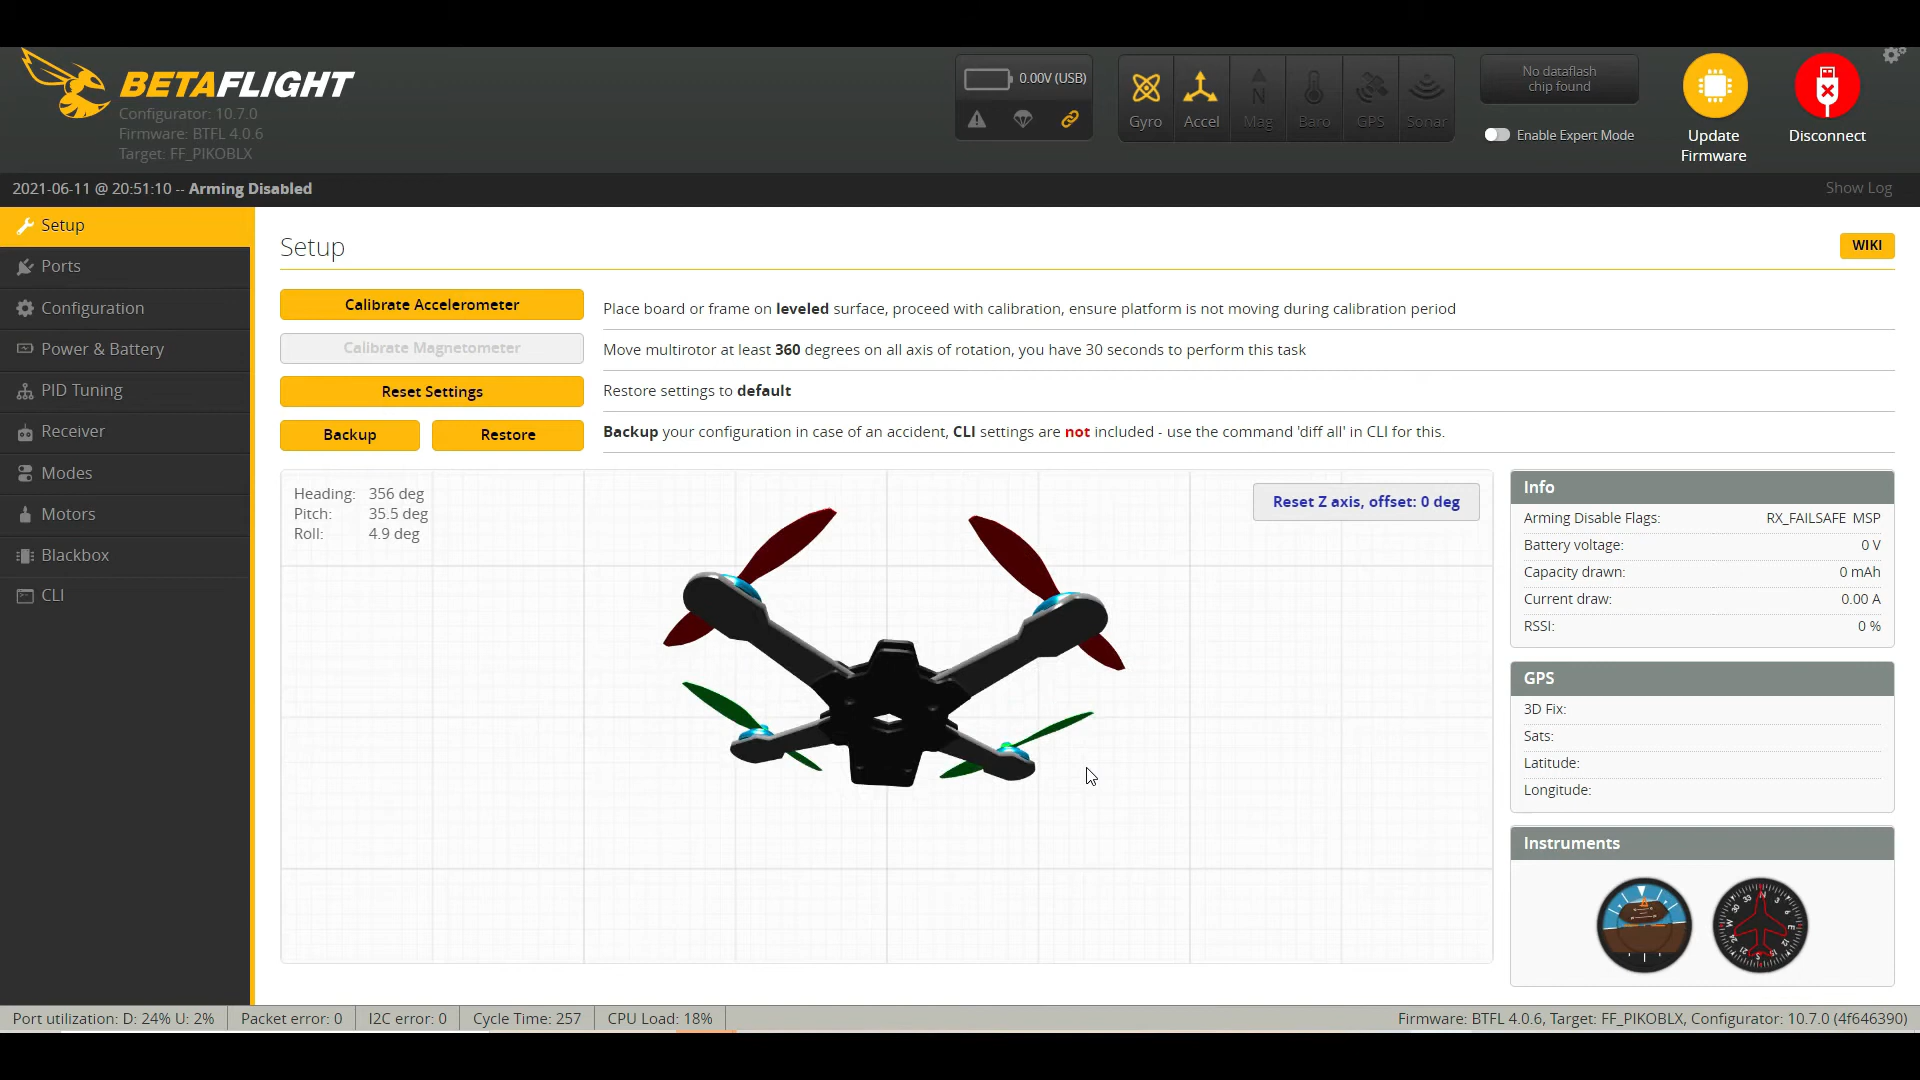 BETAFLIGHT
Configurator: 10.7.0
Firmware: BTFL 4.0.6
Target: FF_PIKOBLX
0.00V (USB)
Gyro
Accel
Mag
Baro
GPS
Sonar
No dataflash
chip found
Enable Expert Mode
Update
Firmware
Disconnect
2021-06-11 @ 20:51:10 -- Arming Disabled
Show Log
Setup
Ports
Configuration
Power & Battery
PID Tuning
Receiver
Modes
Motors
Blackbox
CLI
Setup
WIKI
Calibrate Accelerometer
Place board or frame on leveled surface, proceed with calibration, ensure platform is not moving during calibration period
Calibrate Magnetometer
Move multirotor at least 360 degrees on all axis of rotation, you have 30 seconds to perform this task
Reset Settings
Restore settings to default
Backup
Restore
Backup your configuration in case of an accident, CLI settings are not included - use the command 'diff all' in CLI for this.
Heading: 356 deg
Pitch: 35.5 deg
Roll: 4.9 deg
Reset Z axis, offset: 0 deg
Info
Arming Disable Flags: RX_FAILSAFE MSP
Battery voltage: 0 V
Capacity drawn: 0 mAh
Current draw: 0.00 A
RSSI: 0 %
GPS
3D Fix:
Sats:
Latitude:
Longitude:
Instruments
N 3 6 E 12 15 S 21 24 W 30 33
Port utilization: D: 24% U: 2%
Packet error: 0
I2C error: 0
Cycle Time: 257
CPU Load: 18%
Firmware: BTFL 4.0.6, Target: FF_PIKOBLX, Configurator: 10.7.0 (4f646390)